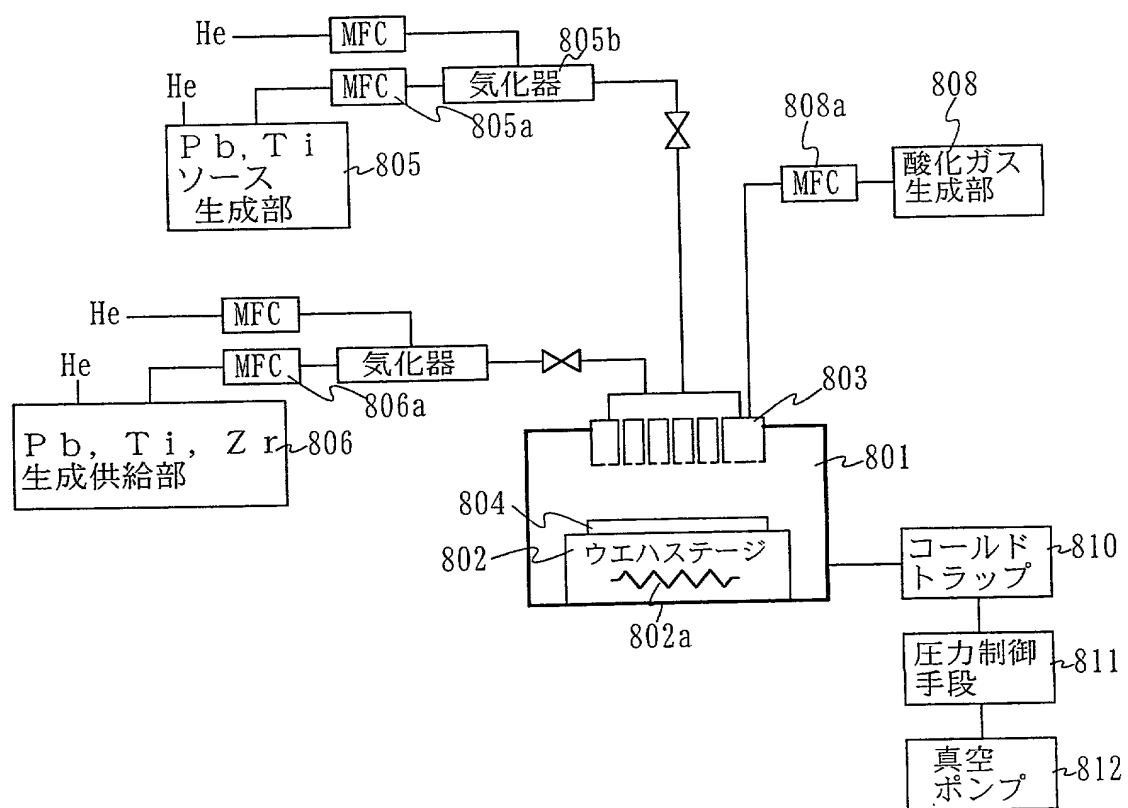 He
MFC
805b
He
MFC
気化器
805a
Pb, Ti
ソース
生成部
805
808a
808
MFC
酸化ガス
生成部
He
MFC
He
MFC
気化器
806a
Pb, Ti, Zr
生成供給部
806
803
801
804
802
ウエハステージ
802a
コールド
トラップ
810
圧力制御
手段
811
真空
ポンプ
812